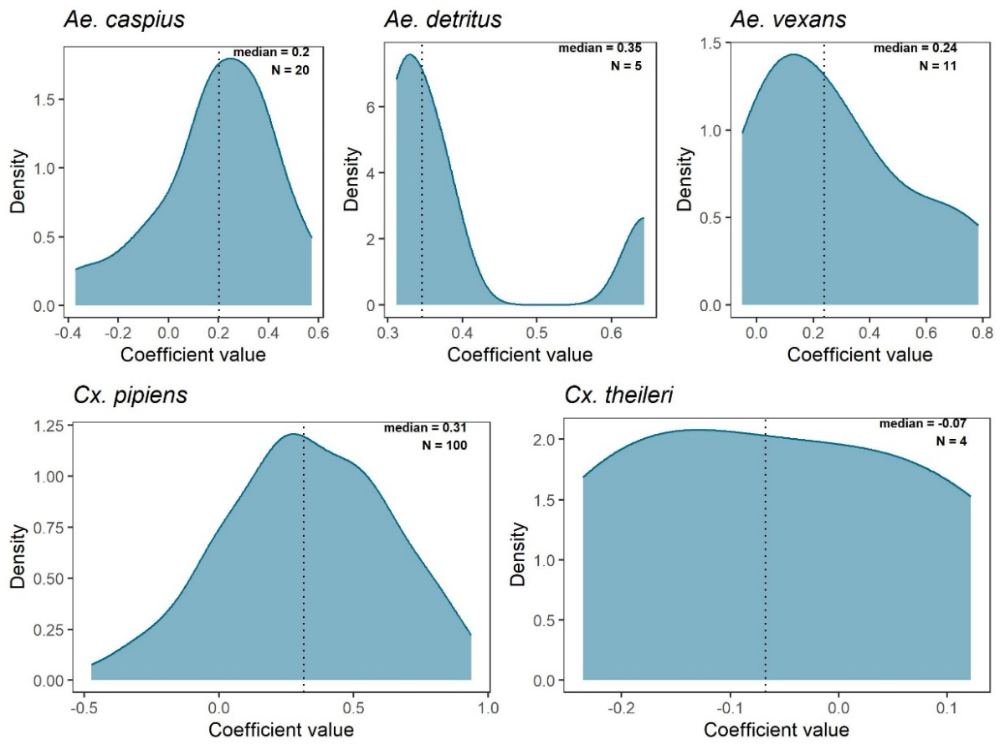 Ae. caspius
median = 0.2
N = 20
1.5
1.0
0.5
0.0
Density
-0.4 -0.2 0.0 0.2 0.4 0.6
Coefficient value
Ae. detritus
median = 0.35
N = 5
6
4
2
0
Density
0.3 0.4 0.5 0.6
Coefficient value
Ae. vexans
median = 0.24
N = 11
1.5
1.0
0.5
0.0
Density
0.0 0.2 0.4 0.6 0.8
Coefficient value
Cx. pipiens
median = 0.31
N = 100
1.25
1.00
0.75
0.50
0.25
0.00
Density
-0.5 0.0 0.5 1.0
Coefficient value
Cx. theileri
median = -0.07
N = 4
2.0
1.5
1.0
0.5
0.0
Density
-0.2 -0.1 0.0 0.1
Coefficient value